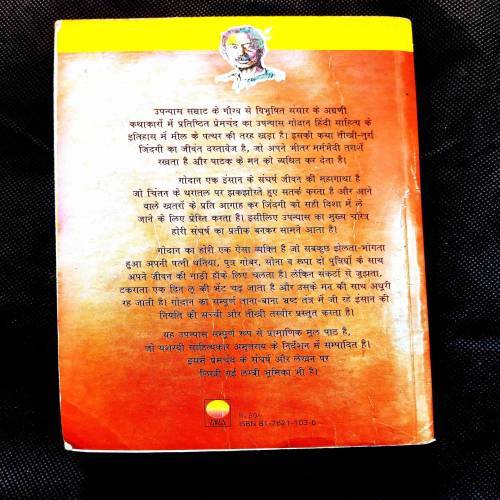 उपन्यास सम्राट के गौरव से विभूषित संसार के अग्रणी
कथाकारों में प्रतिष्ठित प्रेमचंद का उपन्यास गोदान हिंदी साहित्य के
इतिहास में मील के पत्थर की तरह खड़ा है। इसकी कथा तीखी-तुर्श
जिंदगी का जीवंत दस्तावेज है, जो अपने भीतर मर्मभेदी तराशें
रखता है और पाठक के मन को व्यथित कर देता है।
गोदान एक इंसान के संघर्ष जीवन की महागाथा है
जो चिंतन के धरातल पर झकझोरते हुए सतर्क करता है और आने
वाले खतरों के प्रति आगाह कर जिंदगी को सही दिशा में ले
जाने के लिए प्रेरित करता है। इसीलिए उपन्यास का मुख्य चरित्र
होरी संघर्ष का प्रतीक बनकर सामने आता है।
गोदान का होरी एक ऐसा व्यक्ति है जो सबकुछ झेलता-भोगता
हुआ अपनी पत्नी धनिया, पुत्र गोबर, सोना व रूपा दो पुत्रियों के साथ
अपने जीवन की गाड़ी हाँके लिए चलता है। लेकिन संकटों से जूझता,
टकराता एक दिन लू की भेंट चढ़ जाता है और उसके मन की साध अधूरी
रह जाती है। गोदान का सम्पूर्ण ताना-बाना भ्रष्ट तंत्र में जी रहे इंसान की
नियति की सच्ची और तीखी तस्वीर प्रस्तुत करता है।
यह उपन्यास सम्पूर्ण रूप से प्रामाणिक मूल पाठ है,
जो यशस्वी साहित्यकार अमृतराय के निर्देशन में सम्पादित है।
इसमें प्रेमचंद के संघर्ष और लेखन पर
लिखी गई लम्बी भूमिका भी है।
ISBN 81-7621-103-0